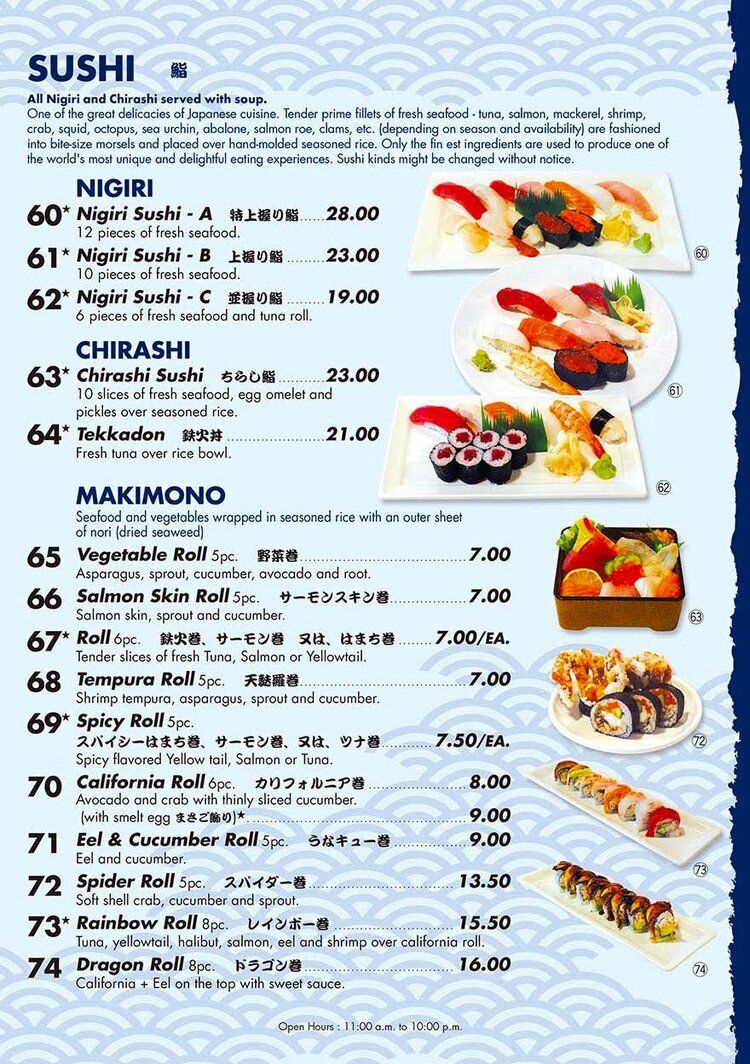 SUSHI 鮨
All Nigiri and Chirashi served with soup.
One of the great delicacies of Japanese cuisine. Tender prime fillets of fresh seafood - tuna, salmon, mackerel, shrimp,
crab, squid, octopus, sea urchin, abalone, salmon roe, clams, etc. (depending on season and availability) are fashioned
into bite-size morsels and placed over hand-molded seasoned rice. Only the fin est ingredients are used to produce one of
the world's most unique and delightful eating experiences. Sushi kinds might be changed without notice.
NIGIRI
60* Nigiri Sushi - A 特上握り鮨......28.00
12 pieces of fresh seafood.
60
61* Nigiri Sushi - B 上握り鮨.........23.00
10 pieces of fresh seafood.
62* Nigiri Sushi - C 並握り鮨.........19.00
6 pieces of fresh seafood and tuna roll.
CHIRASHI
63* Chirashi Sushi ちらし鮨...........23.00
10 slices of fresh seafood, egg omelet and
pickles over seasoned rice.
61
64* Tekkadon 鉄火丼......................21.00
Fresh tuna over rice bowl.
62
MAKIMONO
Seafood and vegetables wrapped in seasoned rice with an outer sheet
of nori (dried seaweed)
65 Vegetable Roll 5pc. 野菜巻..............................7.00
Asparagus, sprout, cucumber, avocado and root.
66 Salmon Skin Roll 5pc. サーモンスキン巻..............7.00
Salmon skin, sprout and cucumber.
63
67* Roll 6pc. 鉄火巻、サーモン巻 又は、はまち巻.......7.00/EA.
Tender slices of fresh Tuna, Salmon or Yellowtail.
68 Tempura Roll 5pc. 天麩羅巻..............................7.00
Shrimp tempura, asparagus, sprout and cucumber.
69* Spicy Roll 5pc.
スパイシーはまち巻、サーモン巻、又は、ツナ巻..........7.50/EA.
Spicy flavored Yellow tail, Salmon or Tuna.
72
70 California Roll 6pc. カリフォルニア巻...................8.00
Avocado and crab with thinly sliced cucumber.
(with smelt egg まさご飾り)*........................................9.00
71 Eel & Cucumber Roll 5pc. うなキュー巻..............9.00
Eel and cucumber.
73
72 Spider Roll 5pc. スパイダー巻............................13.50
Soft shell crab, cucumber and sprout.
73* Rainbow Roll 8pc. レインボー巻........................15.50
Tuna, yellowtail, halibut, salmon, eel and shrimp over california roll.
74 Dragon Roll 8pc. ドラゴン巻..............................16.00
California + Eel on the top with sweet sauce.
74
Open Hours : 11:00 a.m. to 10:00 p.m.